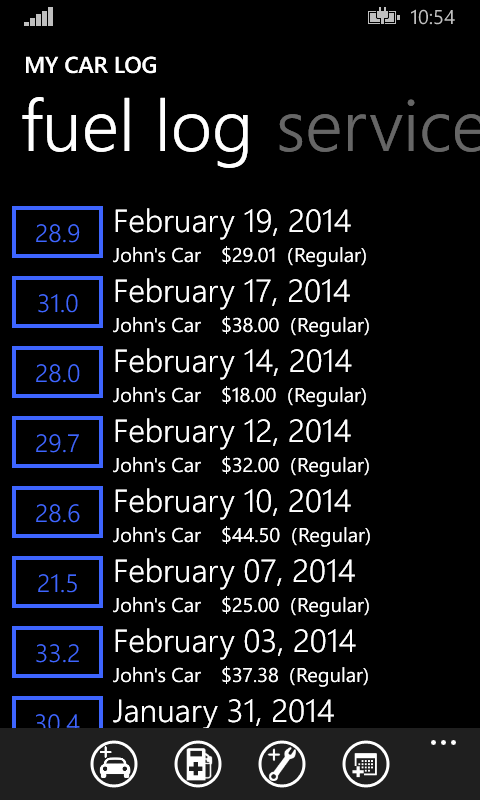 10:54
MY CAR LOG
fuel log service
28.9 February 19, 2014
John's Car $29.01 (Regular)
31.0 February 17, 2014
John's Car $38.00 (Regular)
28.0 February 14, 2014
John's Car $18.00 (Regular)
29.7 February 12, 2014
John's Car $32.00 (Regular)
28.6 February 10, 2014
John's Car $44.50 (Regular)
21.5 February 07, 2014
John's Car $25.00 (Regular)
33.2 February 03, 2014
John's Car $37.38 (Regular)
30.4 January 31, 2014